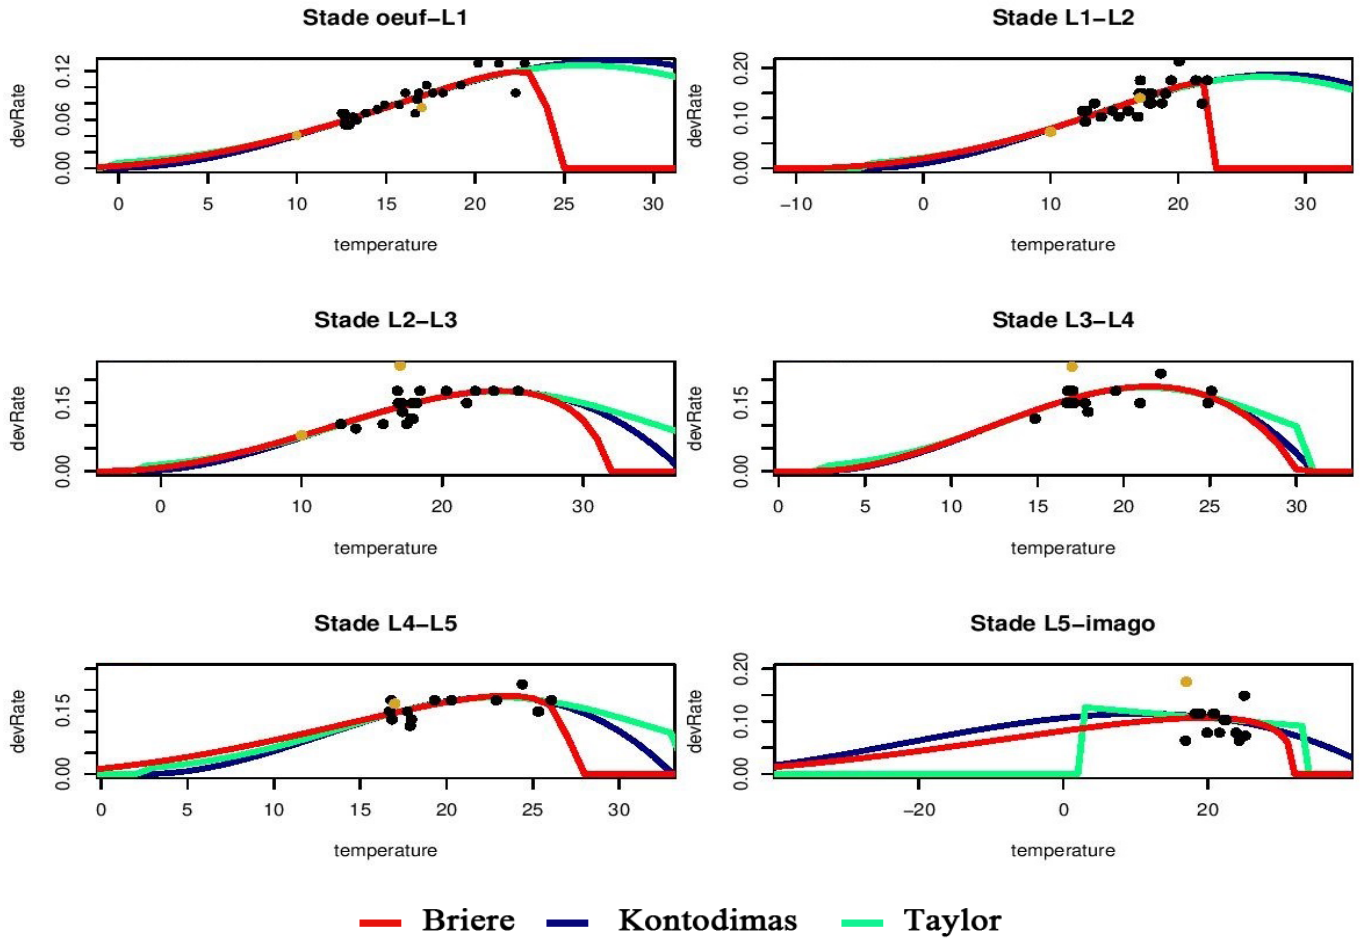 Stade oeuf−L1
devRate
0.12
0.06
0.00
0 5 10 15 20 25 30
temperature
Stade L1−L2
devRate
0.20
0.10
0.00
−10 0 10 20 30
temperature
Stade L2−L3
devRate
0.15
0.00
0 10 20 30
temperature
Stade L3−L4
devRate
0.15
0.00
0 5 10 15 20 25 30
temperature
Stade L4−L5
devRate
0.15
0.00
0 5 10 15 20 25 30
temperature
Stade L5−imago
devRate
0.20
0.10
0.00
−20 0 20
temperature
Briere Kontodimas Taylor